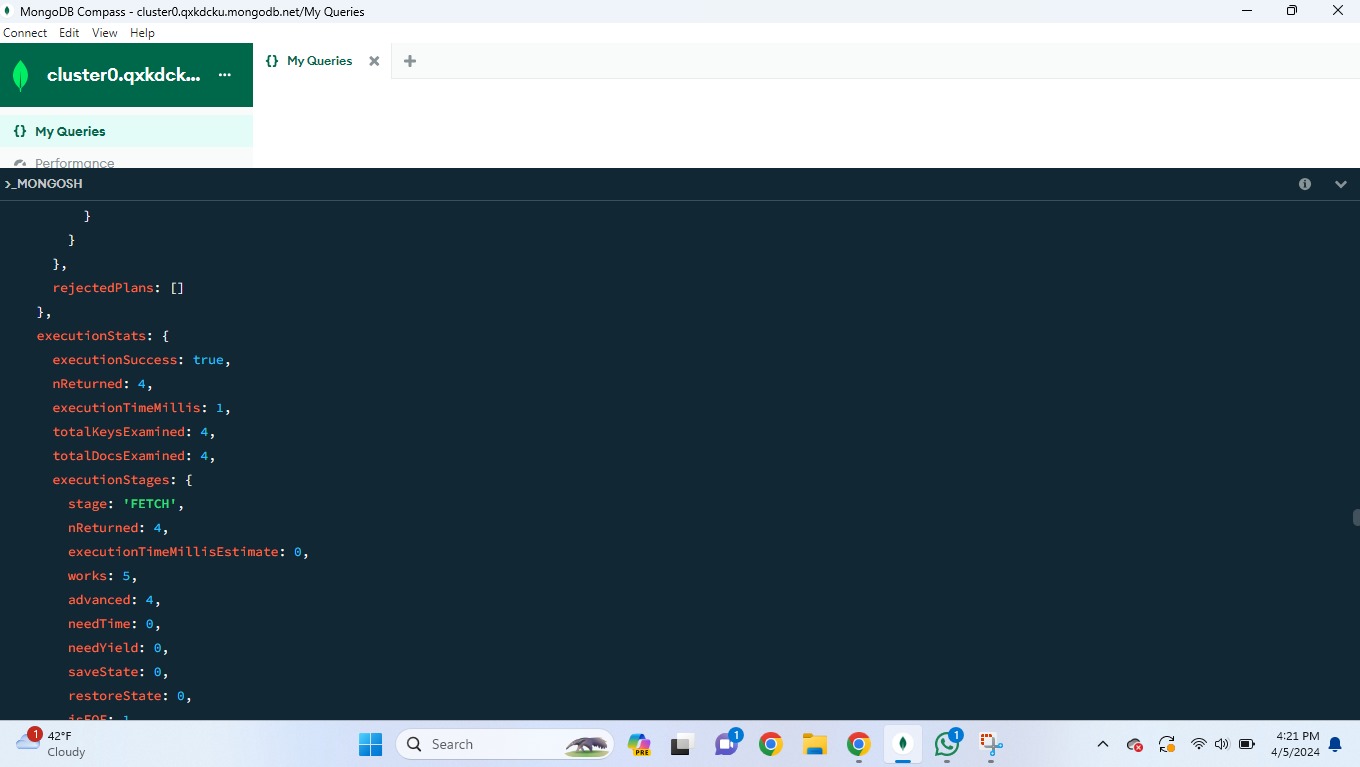 MongoDB Compass - cluster0.qxkdcku.mongodb.net/My Queries
Connect Edit View Help
cluster0.qxkdck... ...
{} My Queries
{} My Queries
Performance
>_MONGOSH
}
}
},
rejectedPlans: []
},
executionStats: {
executionSuccess: true,
nReturned: 4,
executionTimeMillis: 1,
totalKeysExamined: 4,
totalDocsExamined: 4,
executionStages: {
stage: 'FETCH',
nReturned: 4,
executionTimeMillisEstimate: 0,
works: 5,
advanced: 4,
needTime: 0,
needYield: 0,
saveState: 0,
restoreState: 0,
isEOF: 1
1
42°F
Cloudy
Search
PRE
1
1
4:21 PM
4/5/2024